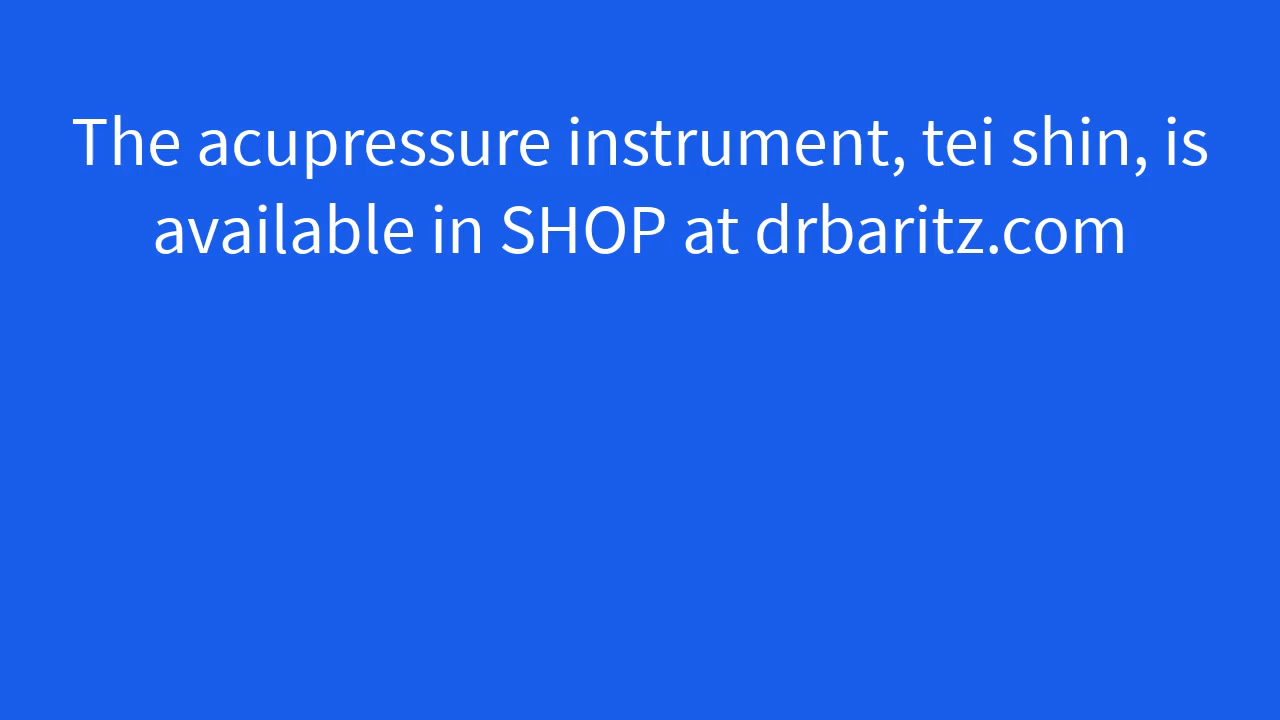 The acupressure instrument, tei shin, is
available in SHOP at drbaritz.com